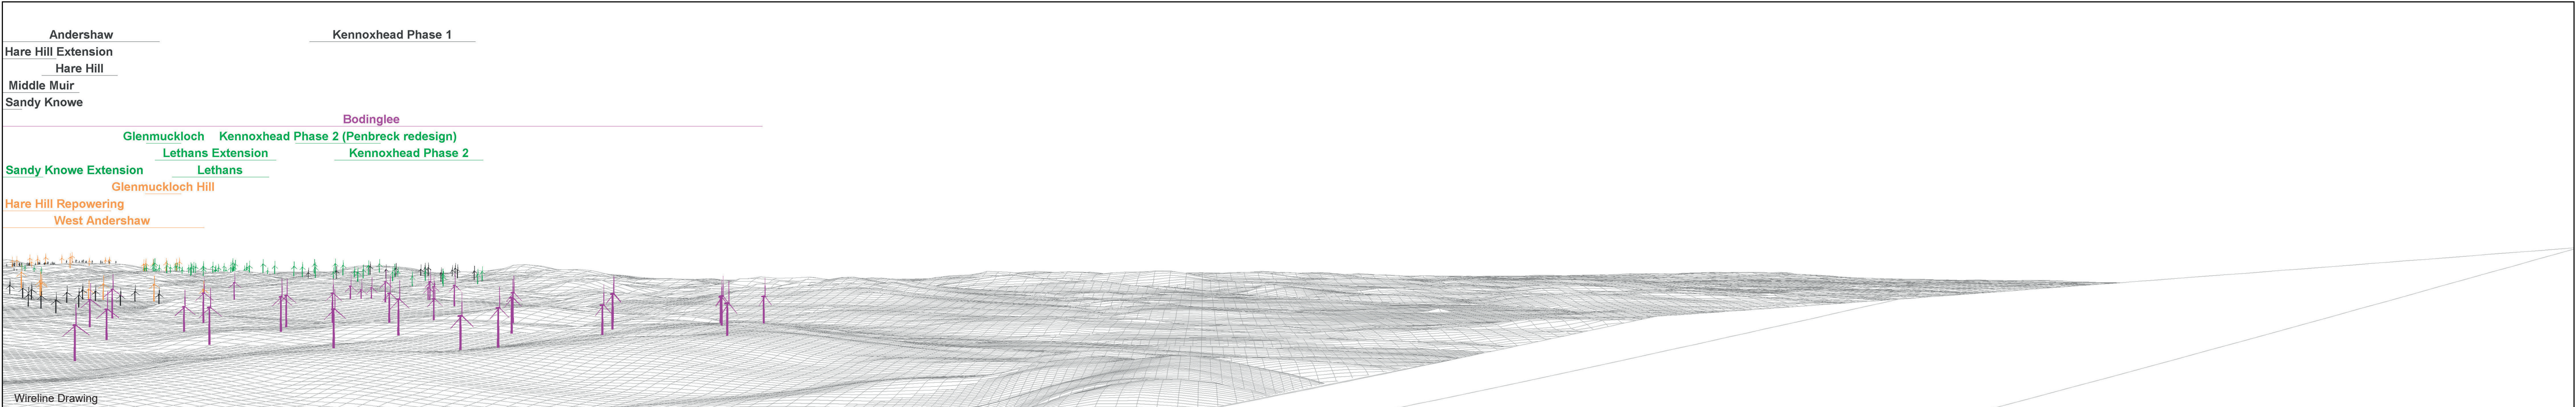 Andershaw Kennoxhead Phase 1
Hare Hill Extension
Hare Hill
Middle Muir
Sandy Knowe
Bodinglee
Glenmuckloch Kennoxhead Phase 2 (Penbreck redesign)
Lethans Extension Kennoxhead Phase 2
Sandy Knowe Extension Lethans
Glenmuckloch Hill
Hare Hill Repowering
West Andershaw
Wireline Drawing